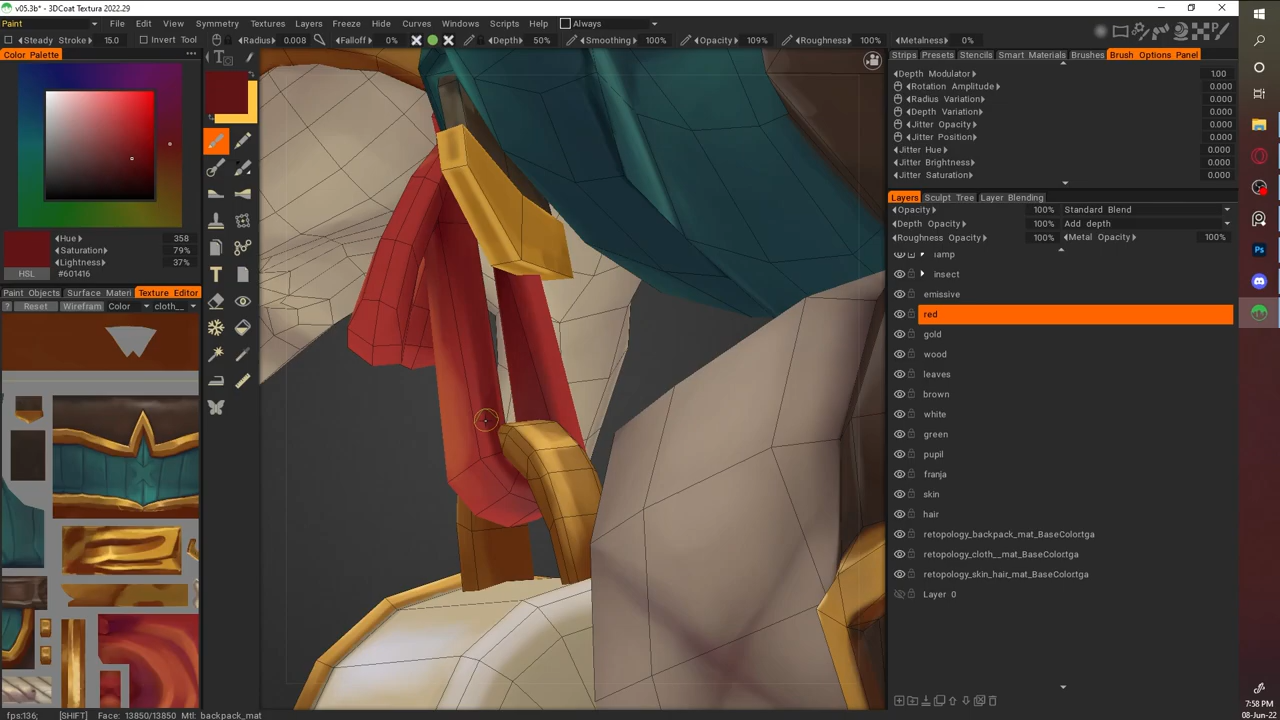 v05.3b* - 3DCoat Textura 2022.29
Paint File Edit View Symmetry Textures Layers Freeze Hide Curves Windows Scripts Help Always
Steady Stroke 15.0 Invert Tool Radius 0.008 Falloff 0% Depth 50% Smoothing 100% Opacity 109% Roughness 100% Metalness 0%
Color Palette
Hue 358
Saturation 79%
Lightness 37%
HSL #601416
Paint Objects Surface Materi Texture Editor
? Reset Wirefram Color cloth__
Strips Presets Stencils Smart Materials Brushes Brush Options Panel
Depth Modulator 1.00
Rotation Amplitude 0.000
Radius Variation 0.000
Depth Variation 0.000
Jitter Opacity 0.000
Jitter Position 0.000
Jitter Hue 0.000
Jitter Brightness 0.000
Jitter Saturation 0.000
Layers Sculpt Tree Layer Blending
Opacity 100% Standard Blend
Depth Opacity 100% Add depth
Roughness Opacity 100% Metal Opacity 100%
lamp
insect
emissive
red
gold
wood
leaves
brown
white
green
pupil
franja
skin
hair
retopology_backpack_mat_BaseColor.tga
retopology_cloth__mat_BaseColor.tga
retopology_skin_hair_mat_BaseColor.tga
Layer 0
fps:136; [SHIFT] Face: 13850/13850 Mtl: backpack_mat
7:58 PM
08-Jun-22